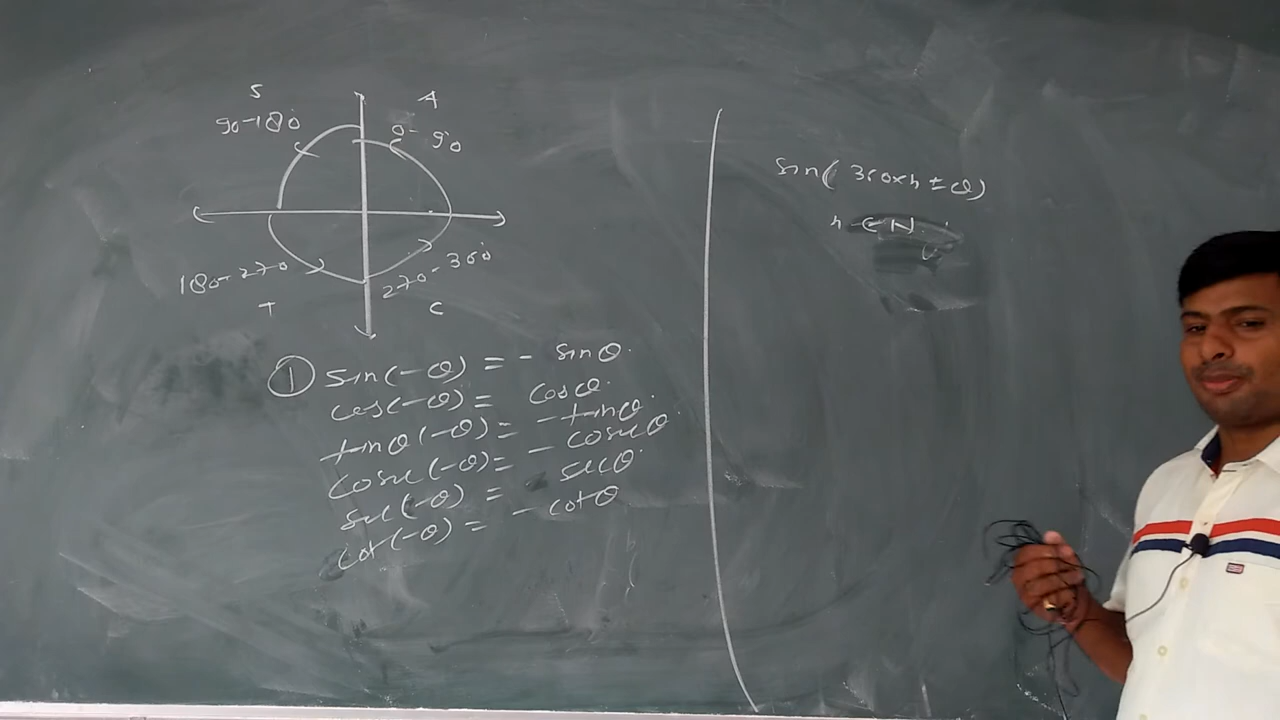 S A
90-180° 0-90°
180-270 270-360°
T C
① sin(-θ) = - sinθ.
cos(-θ) = cosθ.
tanθ(-θ) = - tanθ.
cosec(-θ) = - cosecθ
sec(-θ) = secθ.
cot(-θ) = - cotθ
sin(360×n ± θ)
n ∈ N.